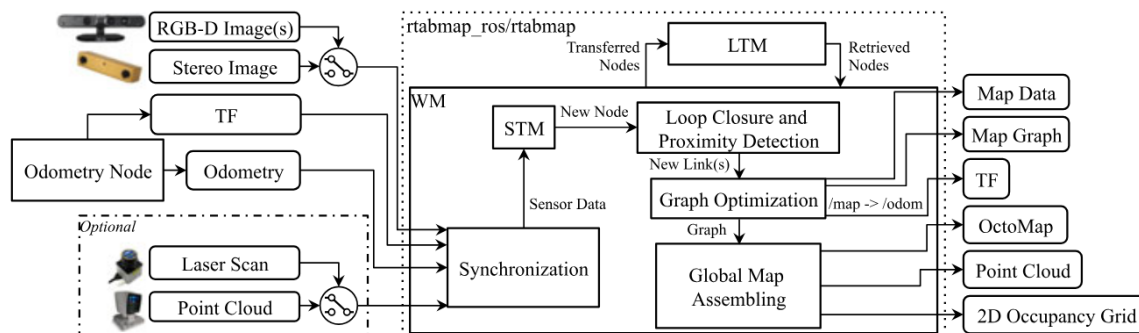 RGB-D Image(s)
Stereo Image
TF
Odometry Node
Odometry
Optional
Laser Scan
Point Cloud
rtabmap_ros/rtabmap
Transferred
Nodes
LTM
Retrieved
Nodes
WM
STM
New Node
Loop Closure and
Proximity Detection
New Link(s)
Sensor Data
Graph Optimization
/map -> /odom
Graph
Synchronization
Global Map
Assembling
Map Data
Map Graph
TF
OctoMap
Point Cloud
2D Occupancy Grid